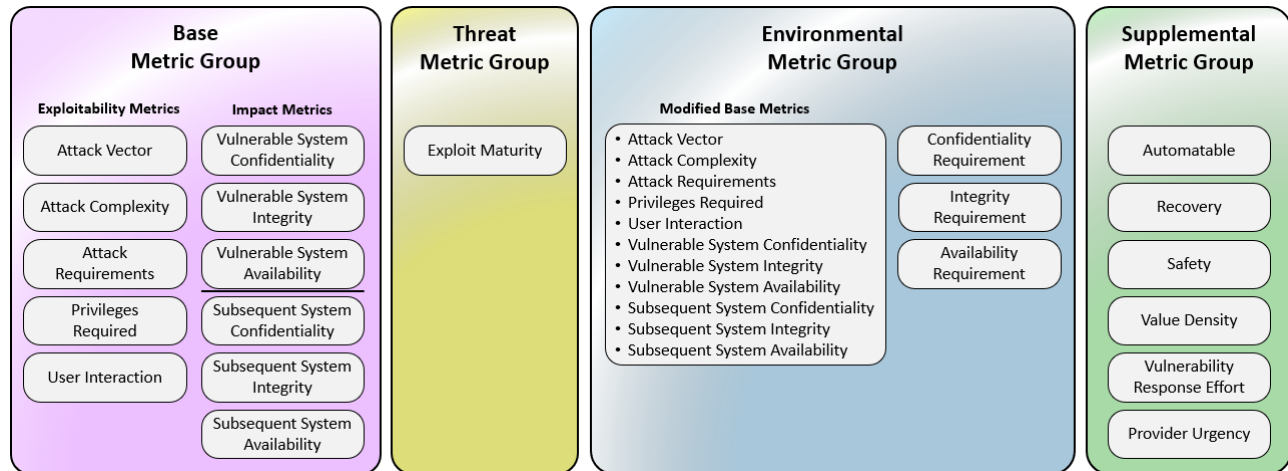 Base
Metric Group
Exploitability Metrics
Attack Vector
Attack Complexity
Attack
Requirements
Privileges
Required
User Interaction
Impact Metrics
Vulnerable System
Confidentiality
Vulnerable System
Integrity
Vulnerable System
Availability
Subsequent System
Confidentiality
Subsequent System
Integrity
Subsequent System
Availability
Threat
Metric Group
Exploit Maturity
Environmental
Metric Group
Modified Base Metrics
• Attack Vector
• Attack Complexity
• Attack Requirements
• Privileges Required
• User Interaction
• Vulnerable System Confidentiality
• Vulnerable System Integrity
• Vulnerable System Availability
• Subsequent System Confidentiality
• Subsequent System Integrity
• Subsequent System Availability
Confidentiality
Requirement
Integrity
Requirement
Availability
Requirement
Supplemental
Metric Group
Automatable
Recovery
Safety
Value Density
Vulnerability
Response Effort
Provider Urgency